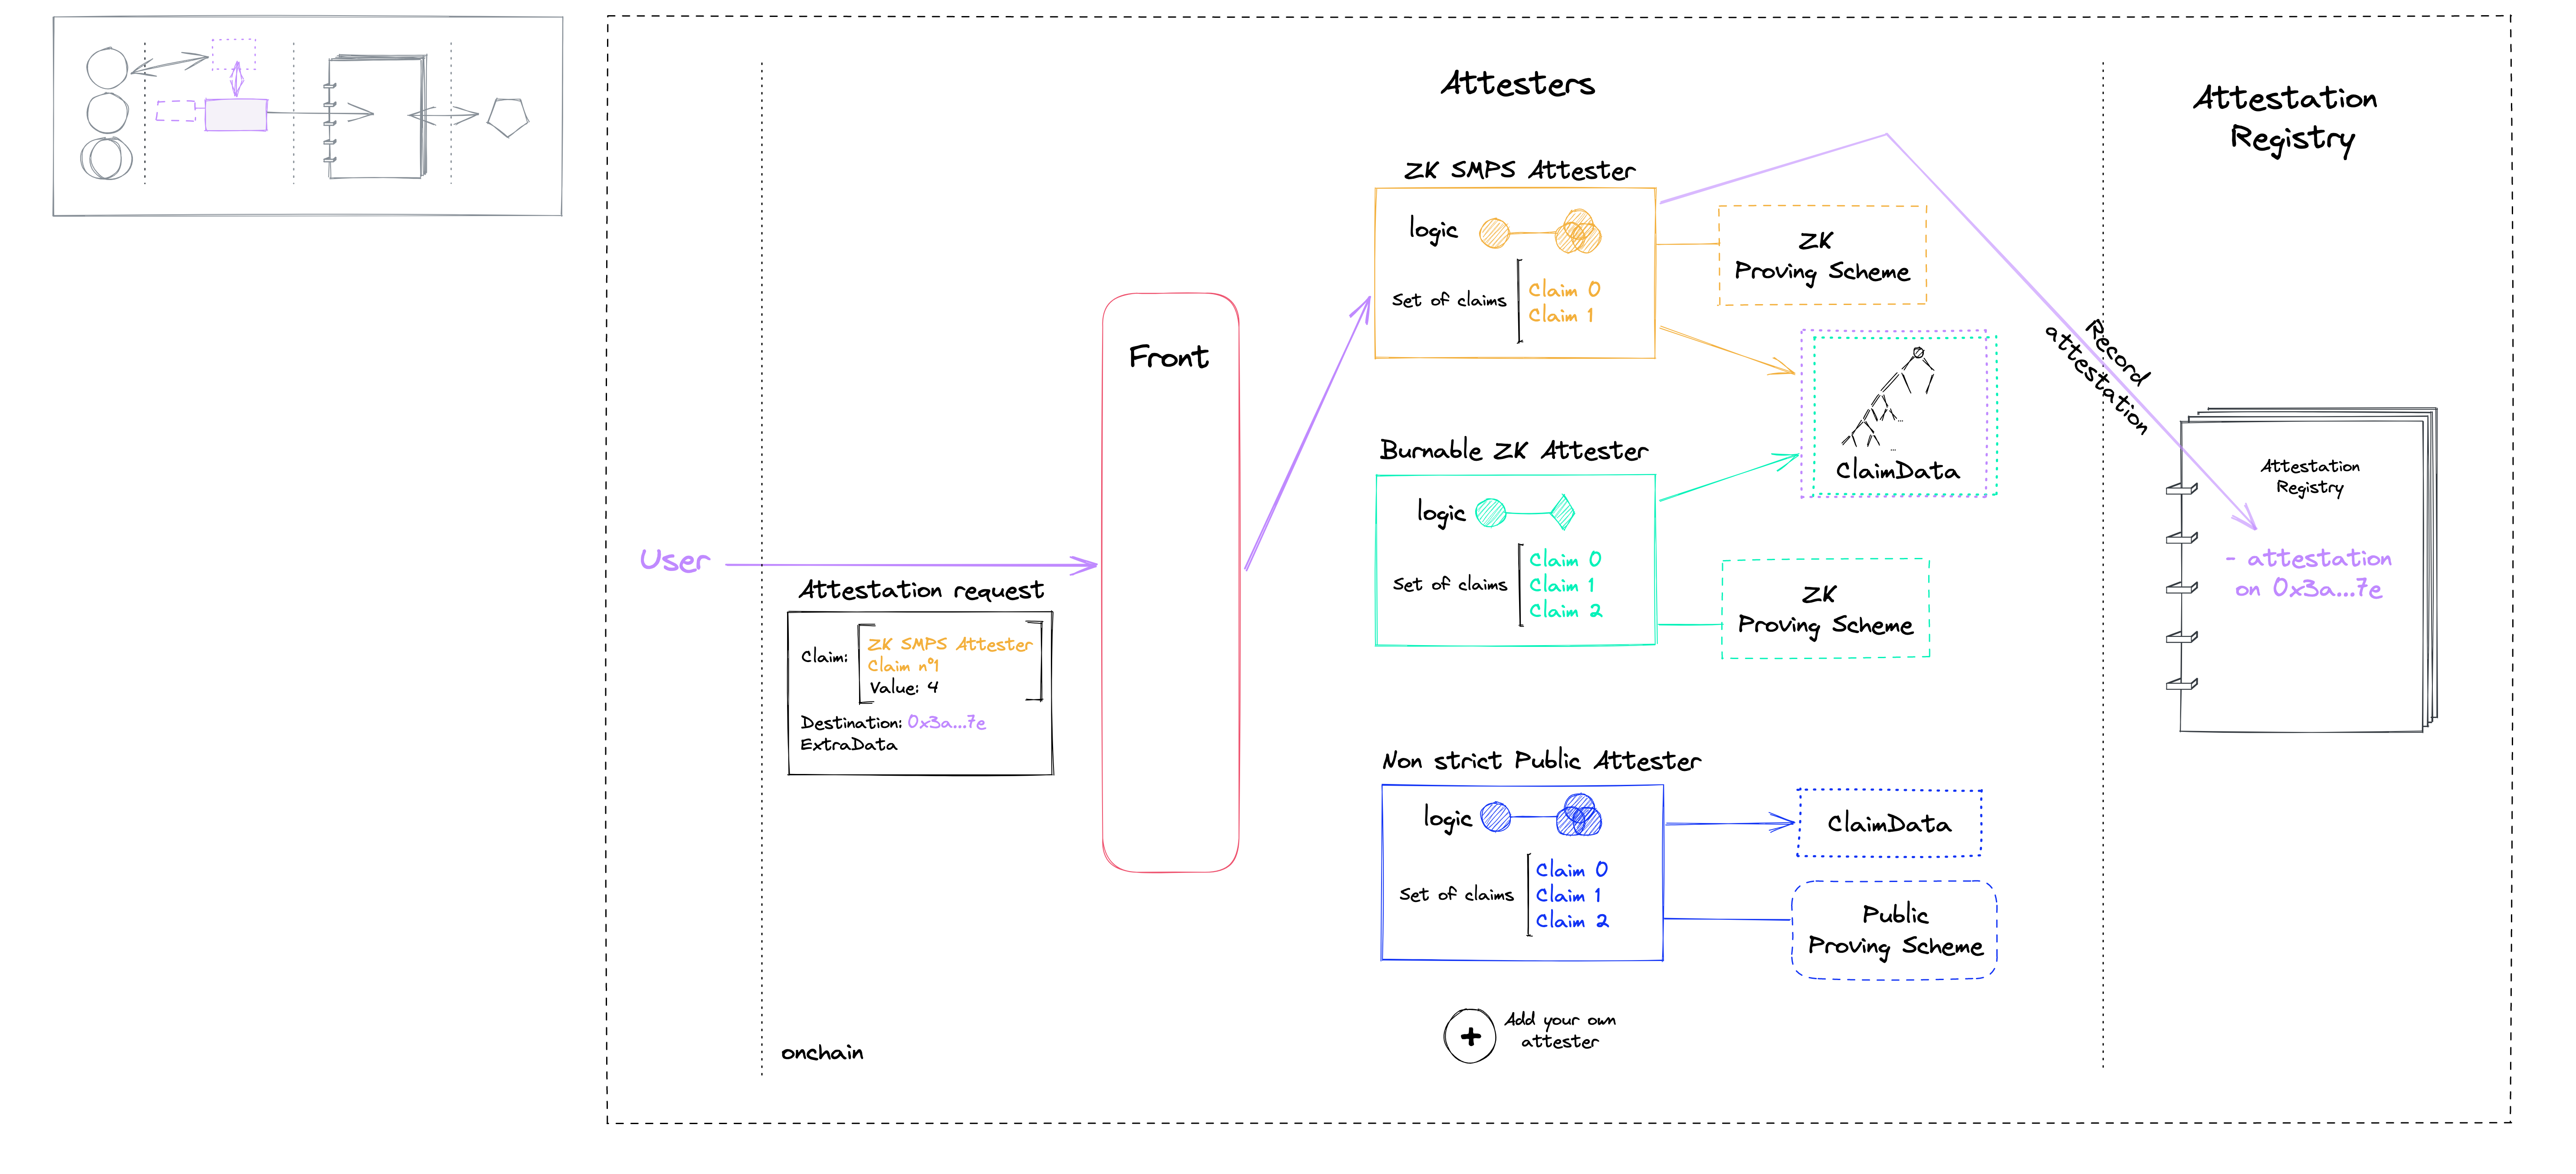 Attesters
Attestation
Registry
ZK SMPS Attester
logic
Set of claims
Claim 0
Claim 1
ZK
Proving Scheme
Front
Record
attestation
ClaimData
Burnable ZK Attester
logic
Set of claims
Claim 0
Claim 1
Claim 2
ZK
Proving Scheme
Attestation
Registry
- attestation
on 0x3a...7e
User
Attestation request
Claim:
ZK SMPS Attester
Claim n°1
Value: 4
Destination: 0x3a...7e
ExtraData
Non strict Public Attester
logic
Set of claims
Claim 0
Claim 1
Claim 2
ClaimData
Public
Proving Scheme
Add your own
attester
onchain